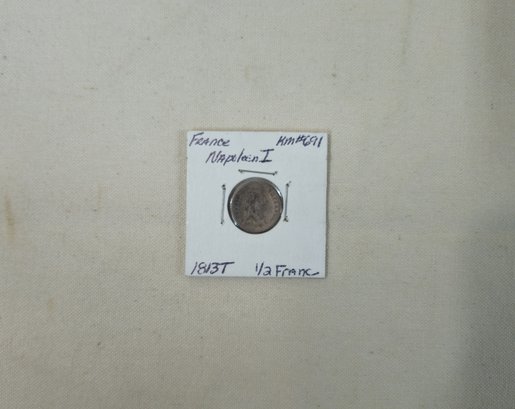 France KM#691
Napoleon I
1813T 1/2 Franc